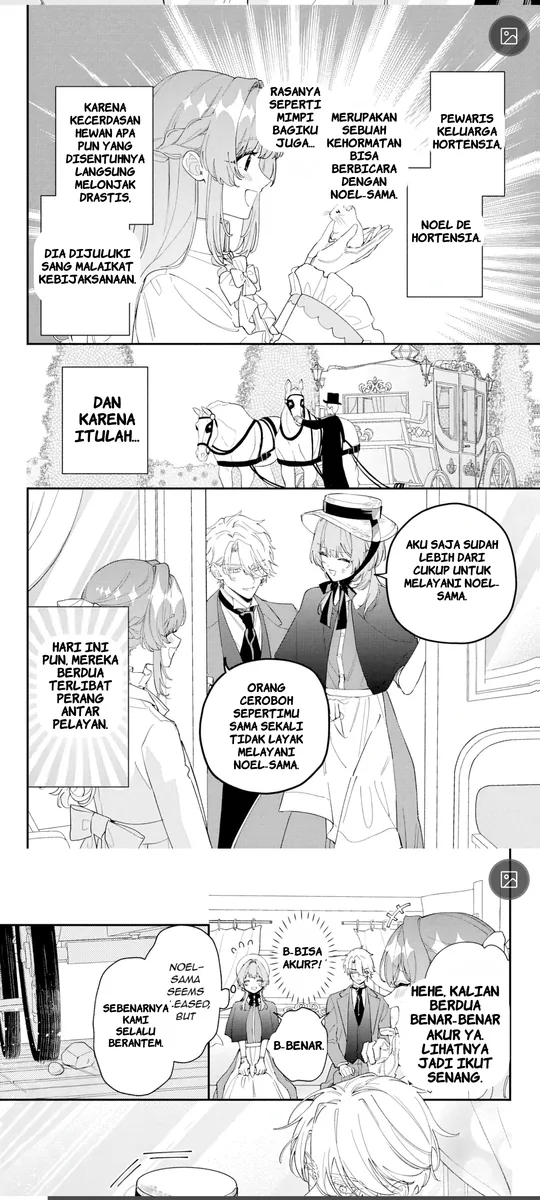 PEWARIS
KELUARGA
HORTENSIA,
NOEL DE
HORTENSIA.
MERUPAKAN
SEBUAH
KEHORMATAN
BISA
BERBICARA
DENGAN
NOEL-SAMA.
RASANYA
SEPERTI
MIMPI
BAGIKU
JUGA...
KARENA
KECERDASAN
HEWAN APA
PUN YANG
DISENTUHNYA
LANGSUNG
MELONJAK
DRASTIS,
DIA DIJULUKI
SANG MALAIKAT
KEBIJAKSANAAN.
DAN
KARENA
ITULAH...
AKU SAJA SUDAH
LEBIH DARI
CUKUP UNTUK
MELAYANI NOEL-
SAMA.
ORANG
CEROBOH
SEPERTIMU
SAMA SEKALI
TIDAK LAYAK
MELAYANI
NOEL-SAMA.
HARI INI
PUN, MEREKA
BERDUA
TERLIBAT
PERANG
ANTAR
PELAYAN.
HEHE, KALIAN
BERDUA
BENAR-BENAR
AKUR YA.
LIHATNYA
JADI IKUT
SENANG.
B-BISA
AKUR?!
B-BENAR.
NOEL-
SAMA
SEEMS
BUT
SEBENARNYA
KAMI
SELALU
BERANTEM.